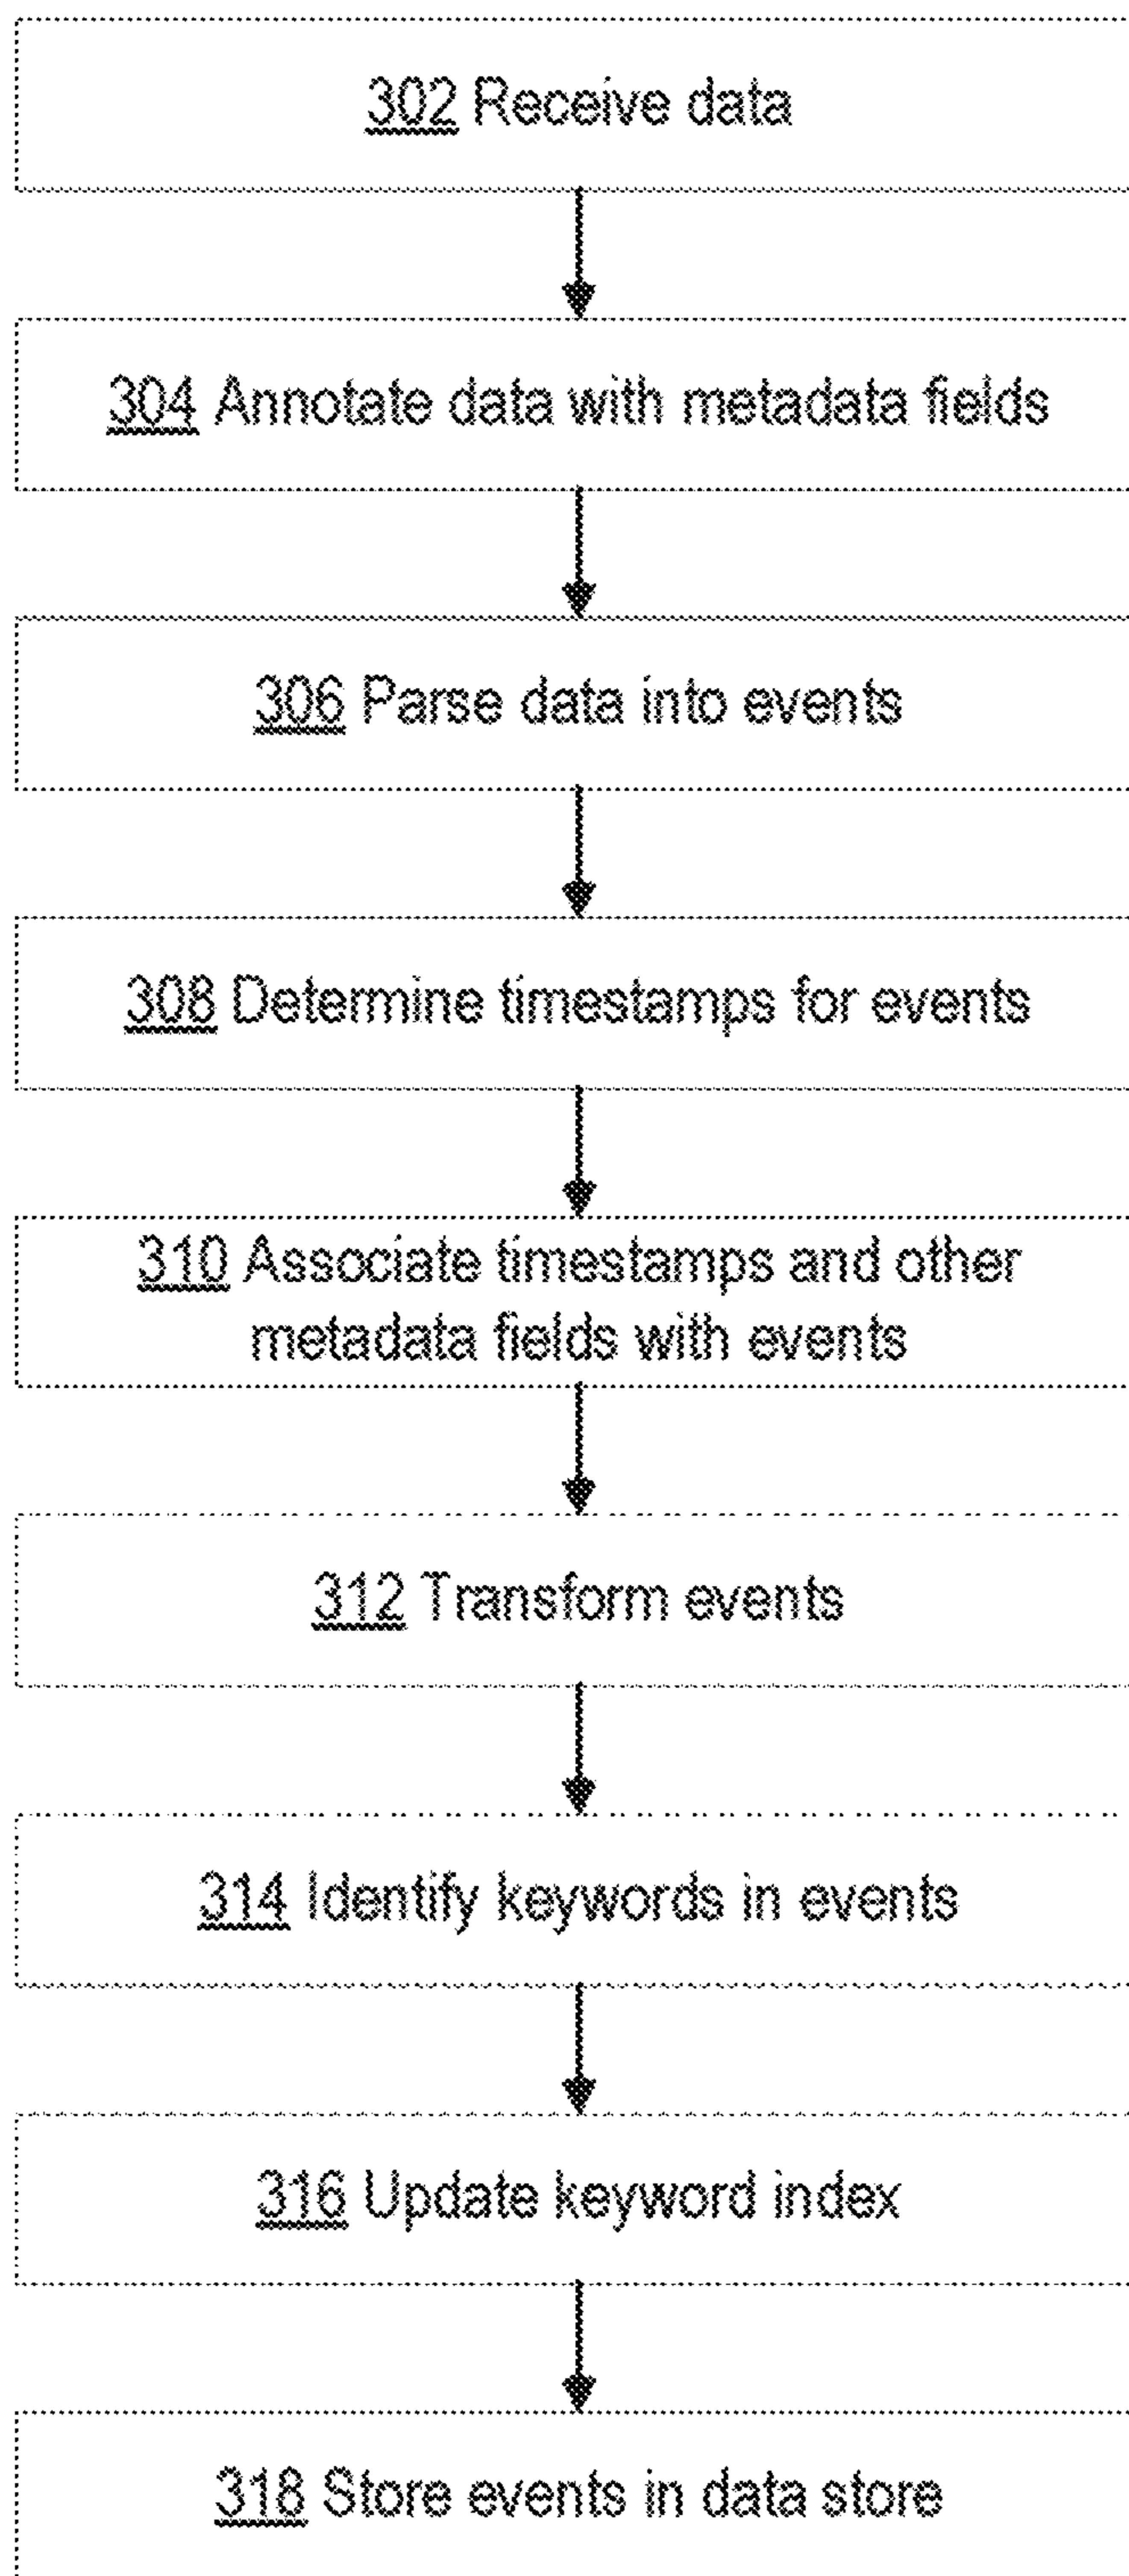 302 Receive data
304 Annotate data with metadata fields
306 Parse data into events
308 Determine timestamps for events
310 Associate timestamps and other
metadata fields with events
312 Transform events
314 Identify keywords in events
316 Update keyword index
318 Store events in data store